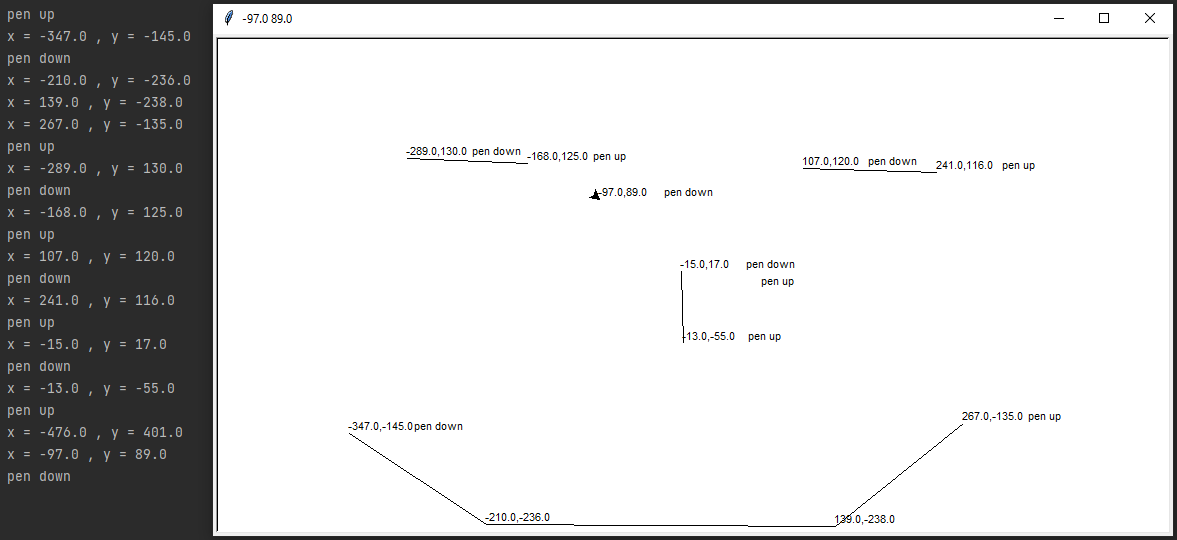 pen up
x = -347.0 , y = -145.0
pen down
x = -210.0 , y = -236.0
x = 139.0 , y = -238.0
x = 267.0 , y = -135.0
pen up
x = -289.0 , y = 130.0
pen down
x = -168.0 , y = 125.0
pen up
x = 107.0 , y = 120.0
pen down
x = 241.0 , y = 116.0
pen up
x = -15.0 , y = 17.0
pen down
x = -13.0 , y = -55.0
pen up
x = -476.0 , y = 401.0
x = -97.0 , y = 89.0
pen down
-97.0 89.0
-289.0,130.0 pen down
-168.0,125.0 pen up
107.0,120.0 pen down
241.0,116.0 pen up
-97.0,89.0 pen down
-15.0,17.0 pen down
pen up
-13.0,-55.0 pen up
-347.0,-145.0 pen down
267.0,-135.0 pen up
-210.0,-236.0
139.0,-238.0